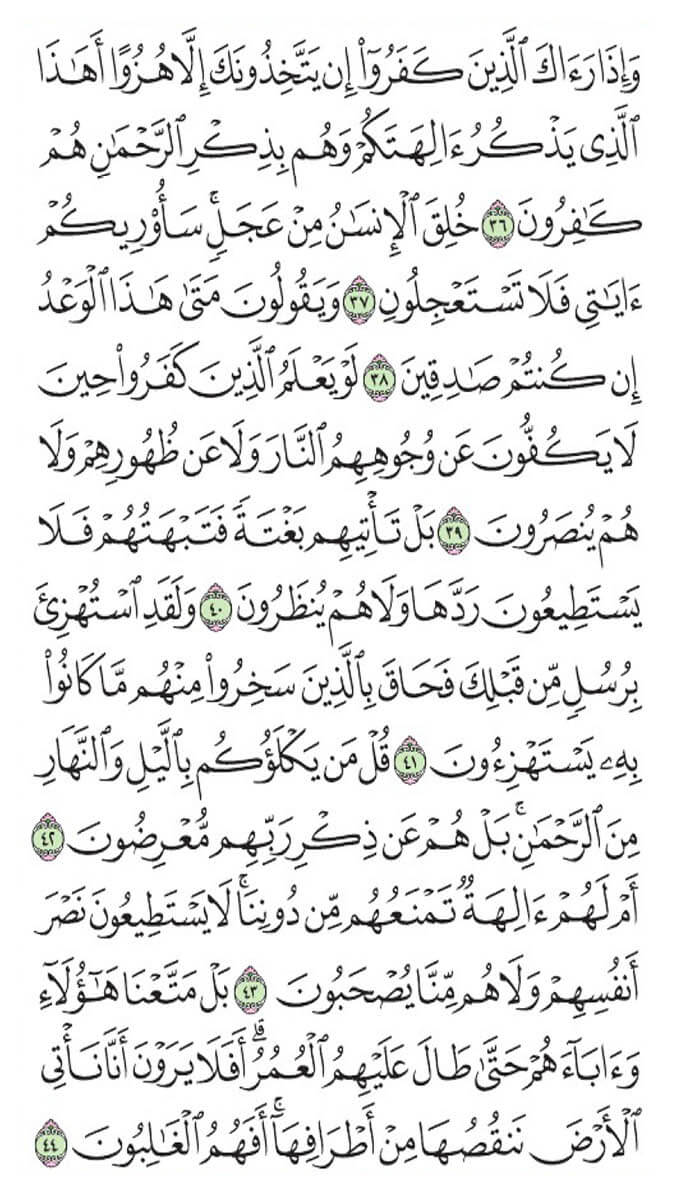 وَإِذَا رَءَاكَ ٱلَّذِينَ كَفَرُوٓا۟ إِن يَتَّخِذُونَكَ إِلَّا هُزُوًا أَهَٰذَا
ٱلَّذِى يَذْكُرُ ءَالِهَتَكُمْ وَهُم بِذِكْرِ ٱلرَّحْمَٰنِ هُمْ
كَٰفِرُونَ ٣٦ خُلِقَ ٱلْإِنسَٰنُ مِنْ عَجَلٍ ۚ سَأُو۟رِيكُمْ
ءَايَٰتِى فَلَا تَسْتَعْجِلُونِ ٣٧ وَيَقُولُونَ مَتَىٰ هَٰذَا ٱلْوَعْدُ
إِن كُنتُمْ صَٰدِقِينَ ٣٨ لَوْ يَعْلَمُ ٱلَّذِينَ كَفَرُوا۟ حِينَ
لَا يَكُفُّونَ عَن وُجُوهِهِمُ ٱلنَّارَ وَلَا عَن ظُهُورِهِمْ وَلَا
هُمْ يُنصَرُونَ ٣٩ بَلْ تَأْتِيهِم بَغْتَةً فَتَبْهَتُهُمْ فَلَا
يَسْتَطِيعُونَ رَدَّهَا وَلَا هُمْ يُنظَرُونَ ٤٠ وَلَقَدِ ٱسْتُهْزِئَ
بِرُسُلٍ مِّن قَبْلِكَ فَحَاقَ بِٱلَّذِينَ سَخِرُوا۟ مِنْهُم مَّا كَانُوا۟
بِهِۦ يَسْتَهْزِءُونَ ٤١ قُلْ مَن يَكْلَؤُكُم بِٱلَّيْلِ وَٱلنَّهَارِ
مِنَ ٱلرَّحْمَٰنِ ۗ بَلْ هُمْ عَن ذِكْرِ رَبِّهِم مُّعْرِضُونَ ٤٢
أَمْ لَهُمْ ءَالِهَةٌ تَمْنَعُهُم مِّن دُونِنَا ۚ لَا يَسْتَطِيعُونَ نَصْرَ
أَنفُسِهِمْ وَلَا هُم مِّنَّا يُصْحَبُونَ ٤٣ بَلْ مَتَّعْنَا هَٰٓؤُلَآءِ
وَءَابَآءَهُمْ حَتَّىٰ طَالَ عَلَيْهِمُ ٱلْعُمُرُ ۗ أَفَلَا يَرَوْنَ أَنَّا نَأْتِى
ٱلْأَرْضَ نَنقُصُهَا مِنْ أَطْرَافِهَآ ۚ أَفَهُمُ ٱلْغَٰلِبُونَ ٤٤